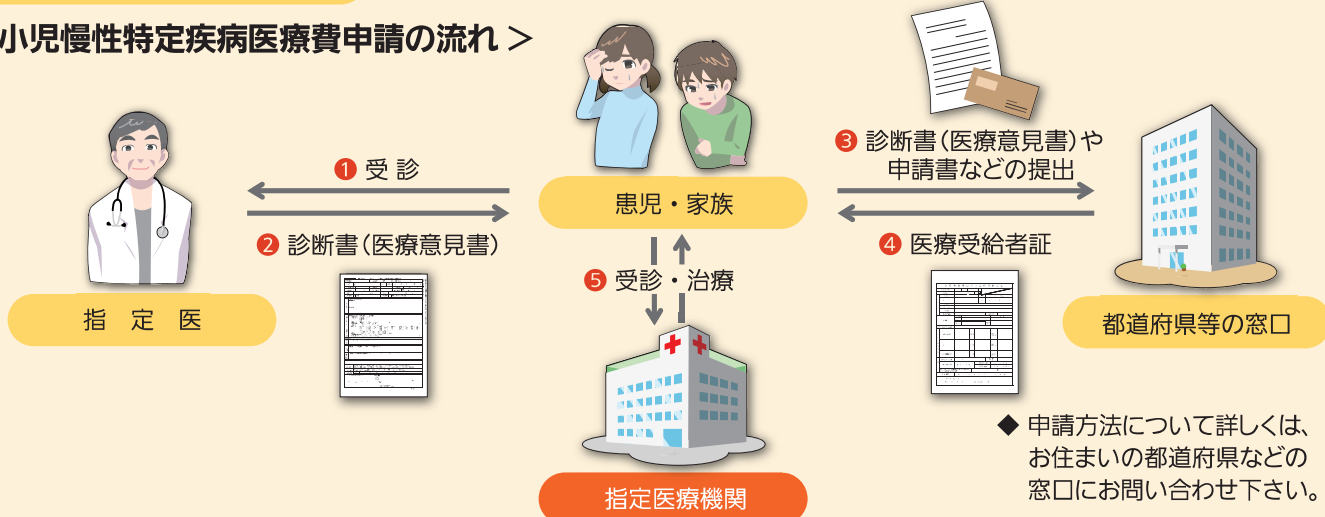 小児慢性特定疾病医療費申請の流れ >
❶ 受 診
❷ 診断書(医療意見書)
指 定 医
患児・家族
❸ 診断書(医療意見書)や
申請書などの提出
❹ 医療受給者証
都道府県等の窓口
❺ 受診・治療
指定医療機関
◆ 申請方法について詳しくは、
お住まいの都道府県などの
窓口にお問い合わせ下さい。